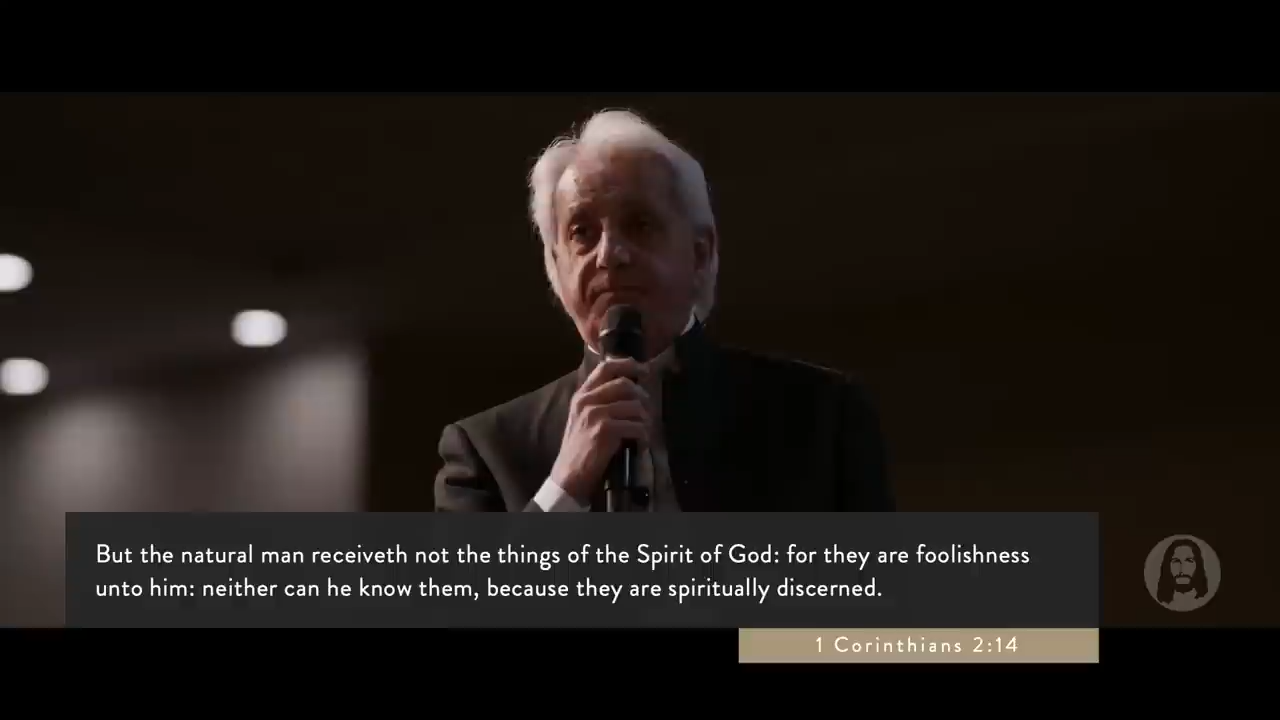 But the natural man receiveth not the things of the Spirit of God: for they are foolishness
unto him: neither can he know them, because they are spiritually discerned.
1 Corinthians 2:14